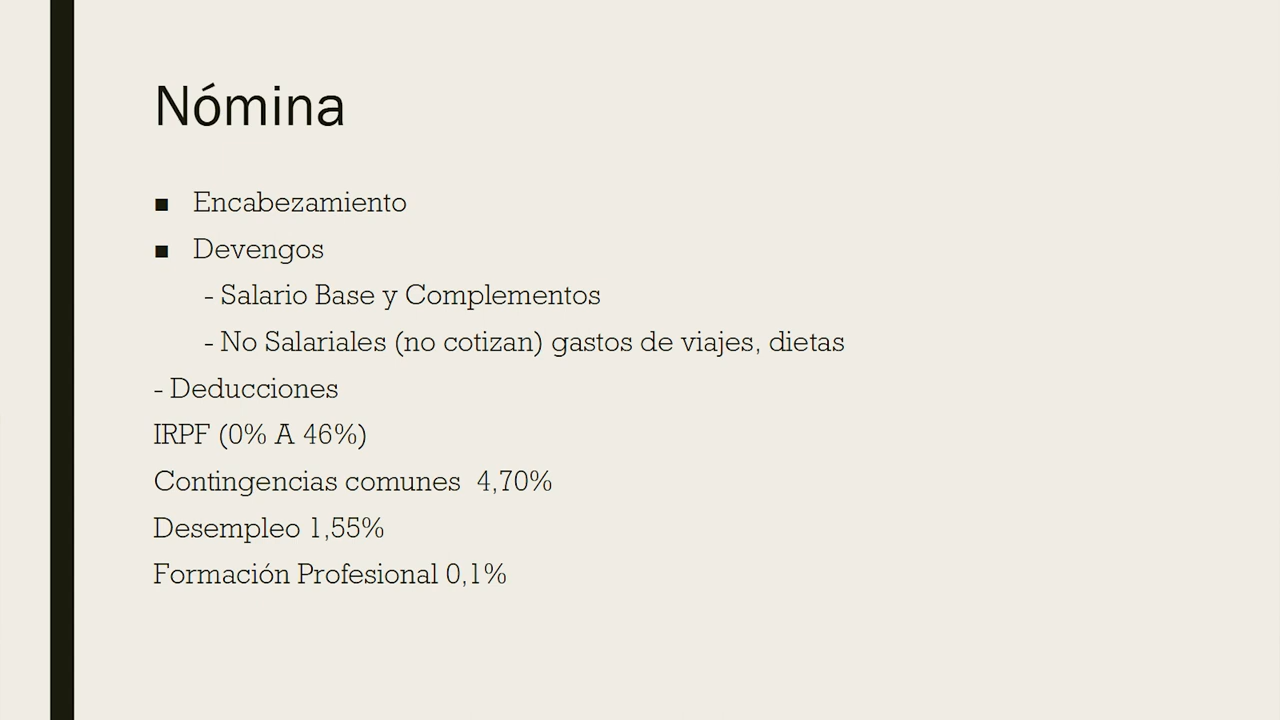 Nómina
■ Encabezamiento
■ Devengos
- Salario Base y Complementos
- No Salariales (no cotizan) gastos de viajes, dietas
- Deducciones
IRPF (0% A 46%)
Contingencias comunes  4,70%
Desempleo 1,55%
Formación Profesional 0,1%